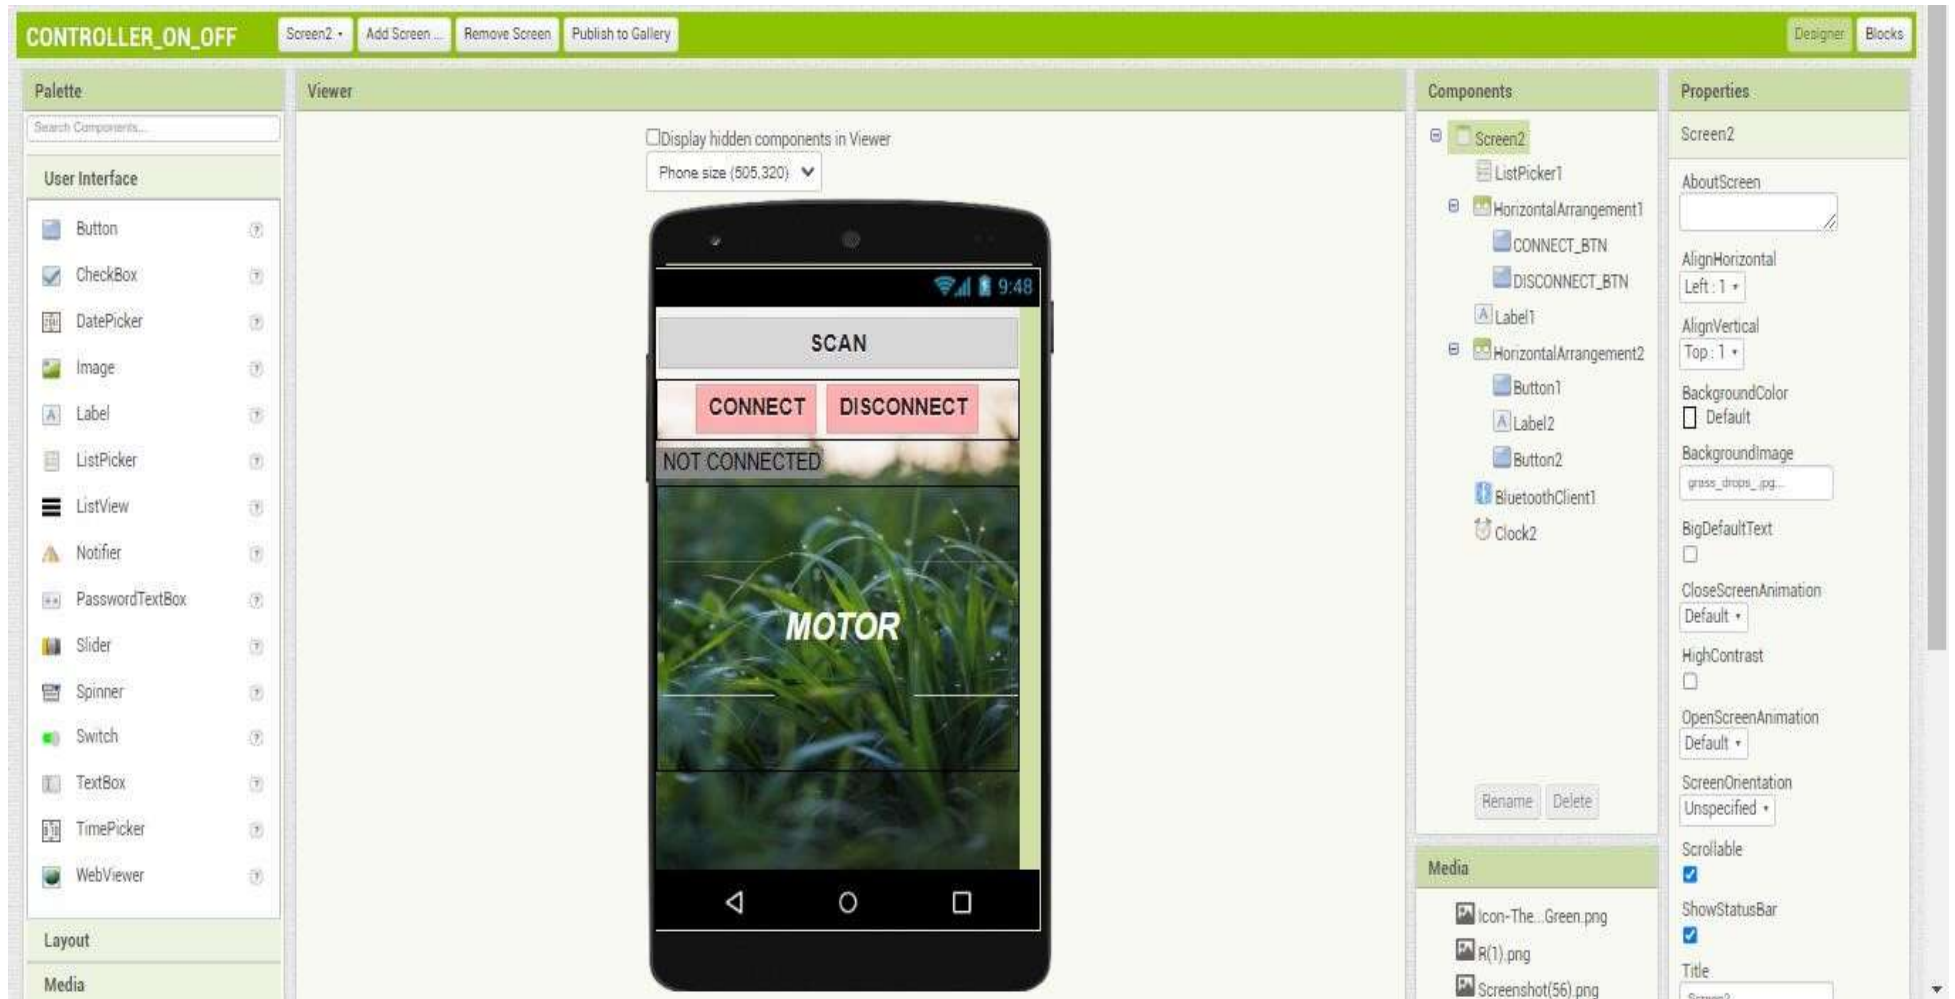 CONTROLLER_ON_OFF
Screen2
Add Screen ...
Remove Screen
Publish to Gallery
Designer
Blocks
Palette
Search Components...
User Interface
Button
CheckBox
DatePicker
Image
Label
ListPicker
ListView
Notifier
PasswordTextBox
Slider
Spinner
Switch
TextBox
TimePicker
WebViewer
Layout
Media
Viewer
Display hidden components in Viewer
Phone size (505,320)
9:48
SCAN
CONNECT DISCONNECT
NOT CONNECTED
MOTOR
Components
Screen2
ListPicker1
HorizontalArrangement1
CONNECT_BTN
DISCONNECT_BTN
Label1
HorizontalArrangement2
Button1
Label2
Button2
BluetoothClient1
Clock2
Rename Delete
Media
Icon-The...Green.png
R(1).png
Screenshot(56).png
Properties
Screen2
AboutScreen
AlignHorizontal
Left : 1
AlignVertical
Top : 1
BackgroundColor
Default
BackgroundImage
grass_drops_.jpg...
BigDefaultText
CloseScreenAnimation
Default
HighContrast
OpenScreenAnimation
Default
ScreenOrientation
Unspecified
Scrollable
ShowStatusBar
Title
Screen2